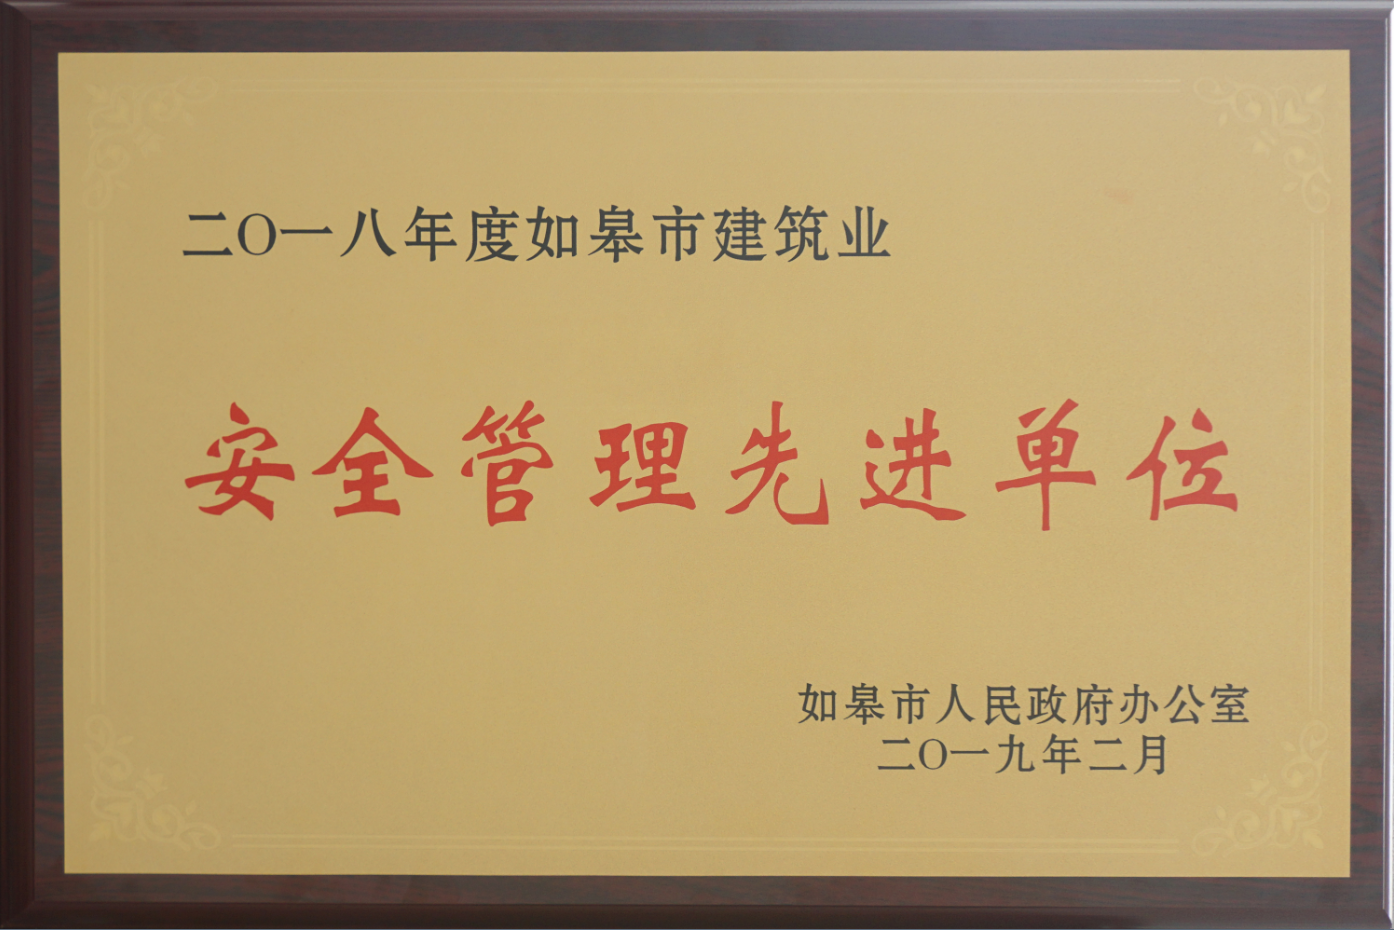 二〇一八年度如皋市建筑业
安全管理先进单位
如皋市人民政府办公室
二〇一九年二月